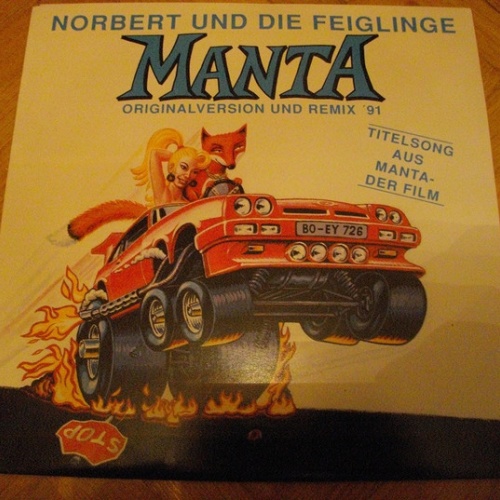 NORBERT UND DIE FEIGLINGE
MANTA
ORIGINALVERSION UND REMIX ´91
TITELSONG
AUS
MANTA-
DER FILM
BO-EY 726
STOP